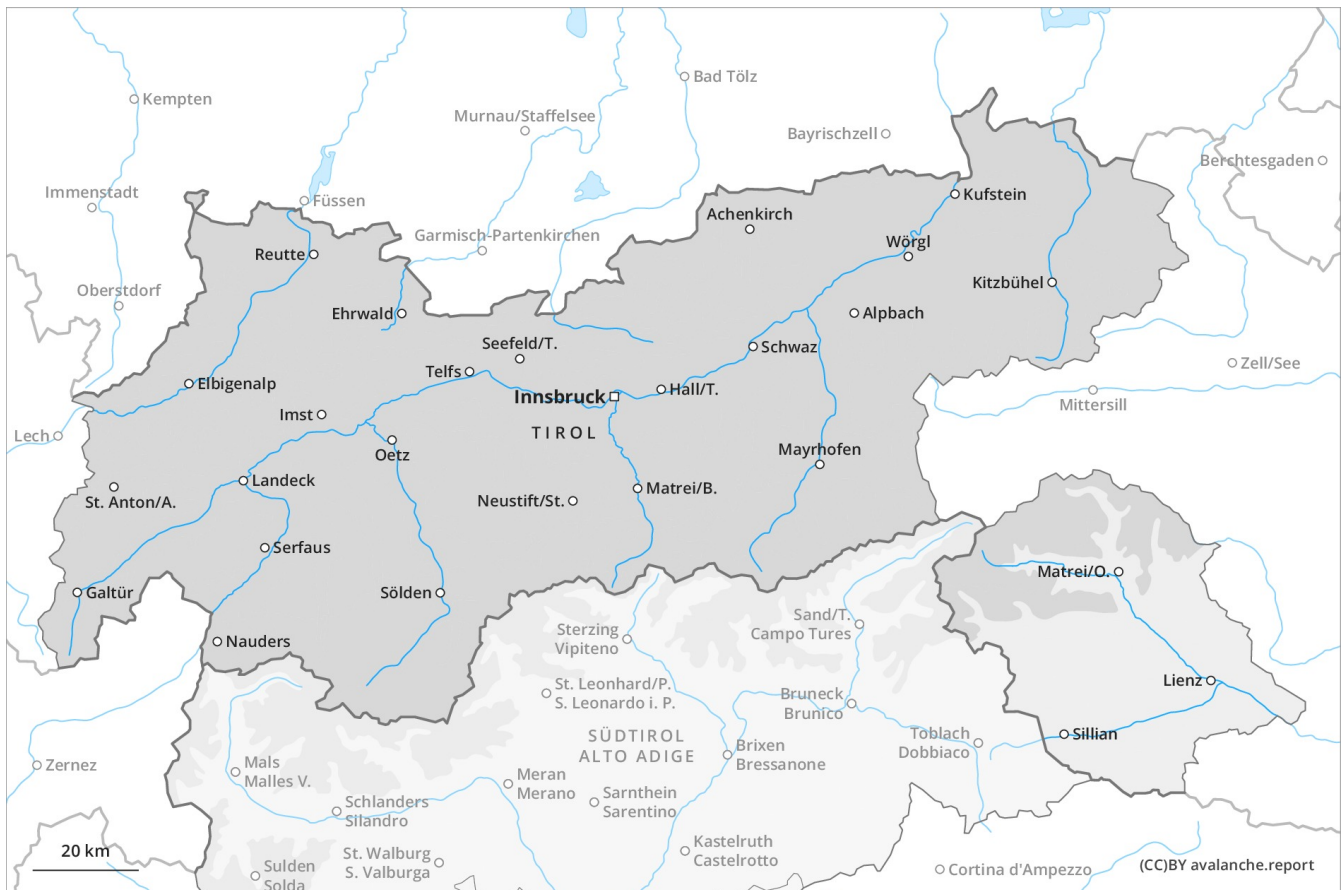 Bad Tölz
Kempten
Murnau/Staffelsee
Bayrischzell
Berchtesgaden
Immenstadt
Füssen
Kufstein
Achenkirch
Garmisch-Partenkirchen
Wörgl
Reutte
Kitzbühel
Oberstdorf
Ehrwald
Alpbach
Seefeld/T.
Schwaz
Zell/See
Telfs
Elbigenalp
Hall/T.
Innsbruck
Mittersill
Imst
TIROL
Lech
Oetz
Mayrhofen
Landeck
Matrei/B.
St. Anton/A.
Neustift/St.
Serfaus
Matrei/O.
Galtür
Sölden
Sand/T.
Campo Tures
Sterzing
Vipiteno
Nauders
Lienz
St. Leonhard/P.
S. Leonardo i. P.
Bruneck
Brunico
SÜDTIROL
ALTO ADIGE
Toblach
Dobbiaco
Sillian
Brixen
Bressanone
Zernez
Mals
Malles V.
Meran
Merano
Sarnthein
Sarentino
Schlanders
Silandro
Kastelruth
Castelrotto
20 km
St. Walburg
S. Valburga
Sulden
Solda
Cortina d'Ampezzo
(CC)BY avalanche.report